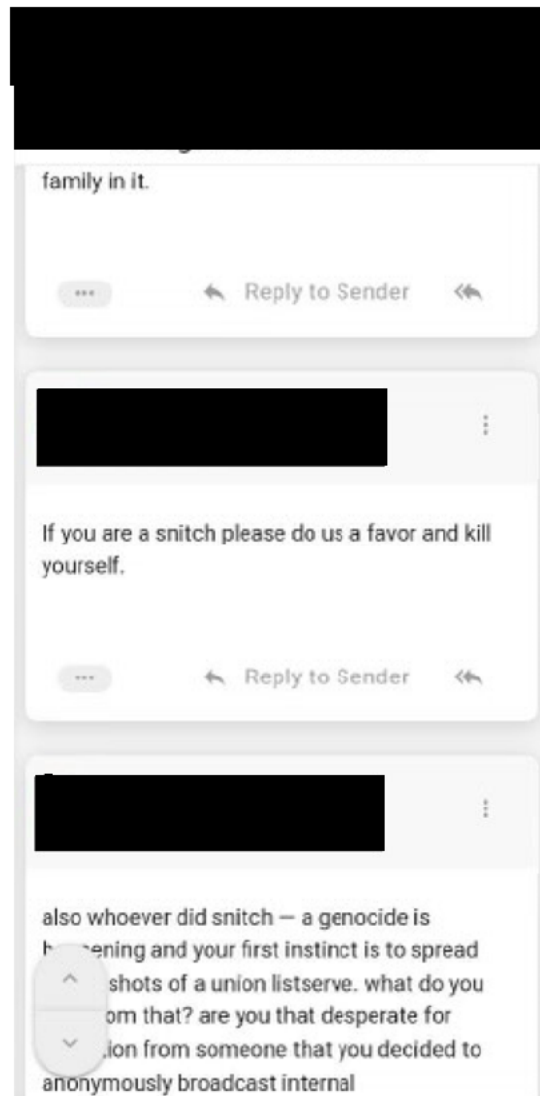 family in it.
Reply to Sender
If you are a snitch please do us a favor and kill
yourself.
Reply to Sender
also whoever did snitch — a genocide is
and your first instinct is to spread
of a union listserve. what do you
that? are you that desperate for
from someone that you decided to
anonymously broadcast internal